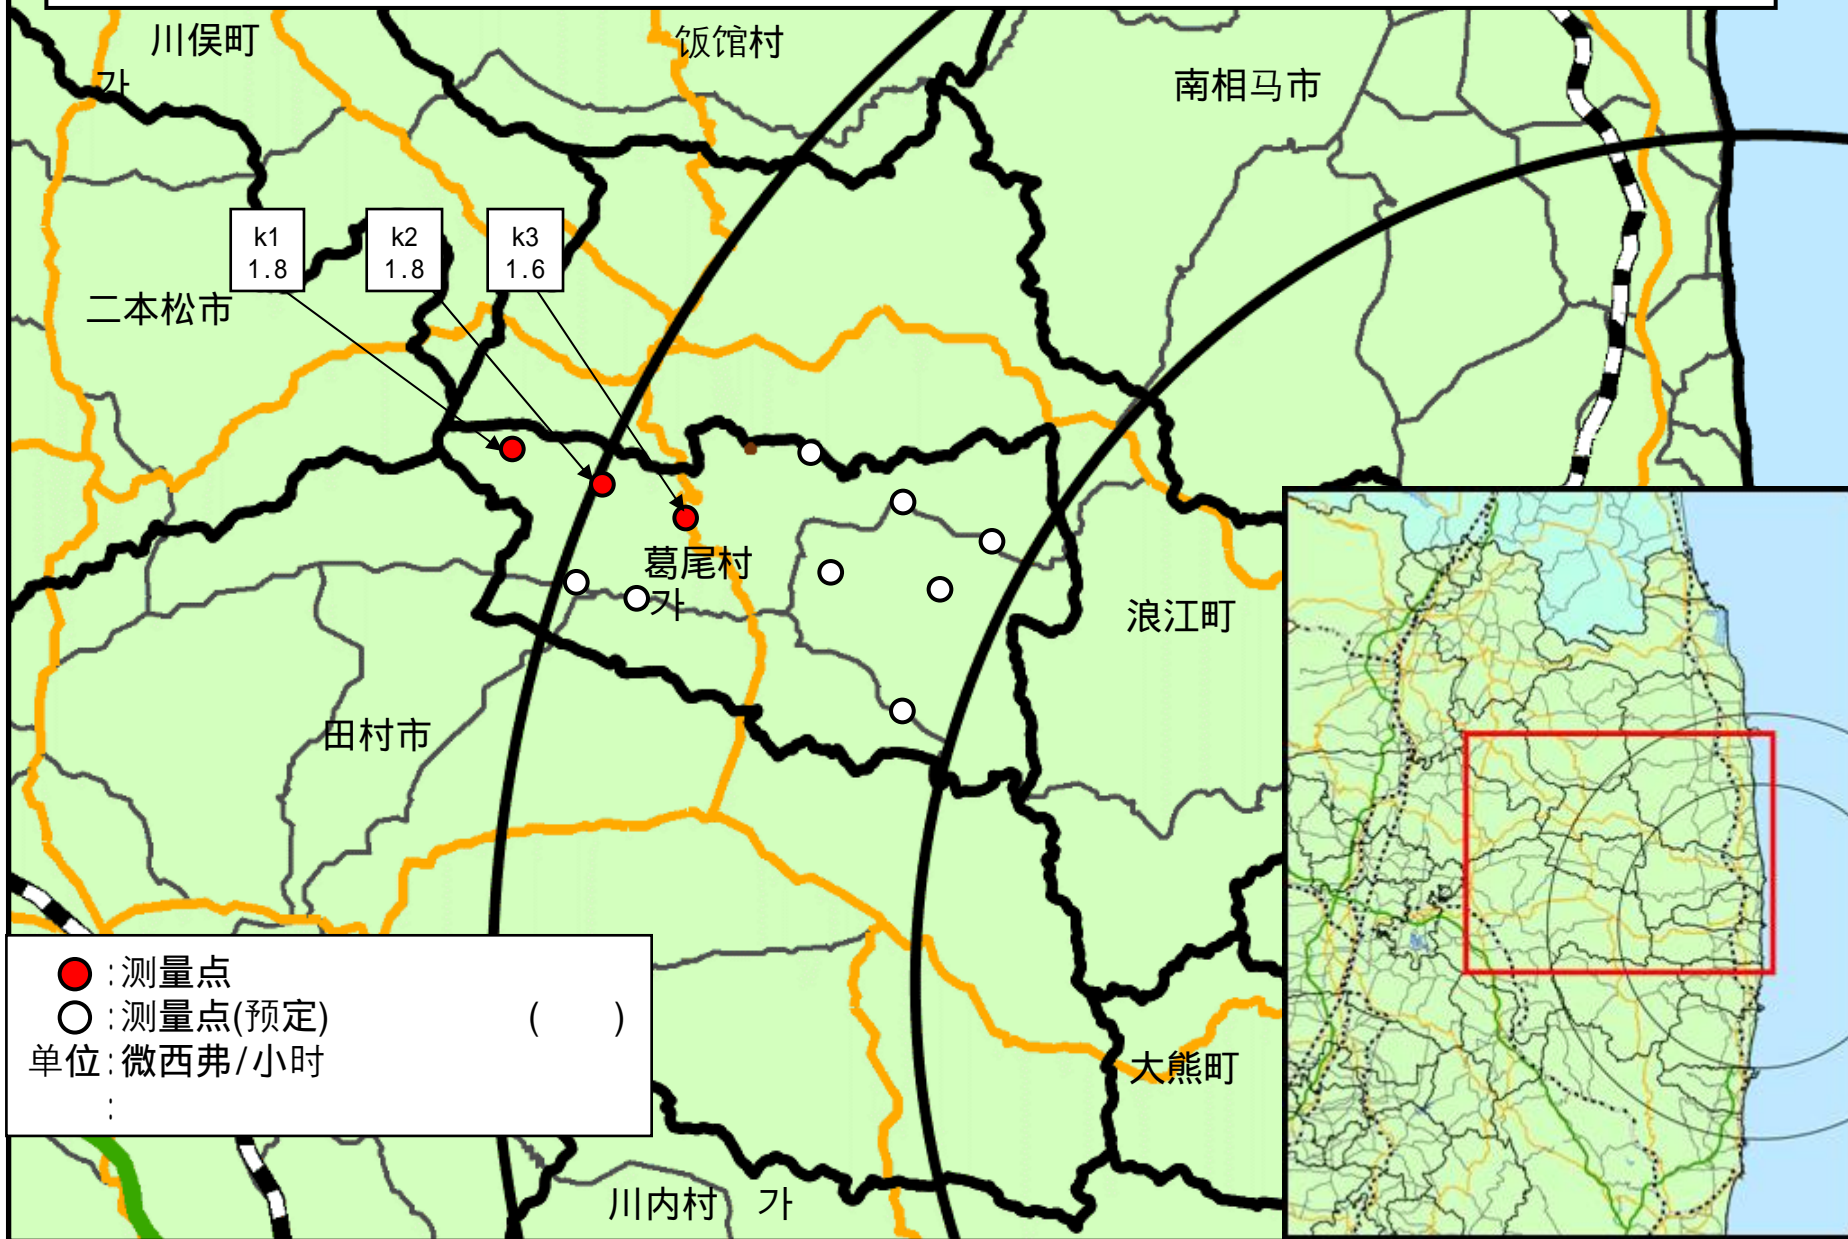 川俣町
가
饭馆村
南相马市
k1
1.8
k2
1.8
k3
1.6
二本松市
葛尾村
가
浪江町
田村市
:测量点
:测量点(预定) ( )
单位:微西弗/小时
:
大熊町
川内村 가